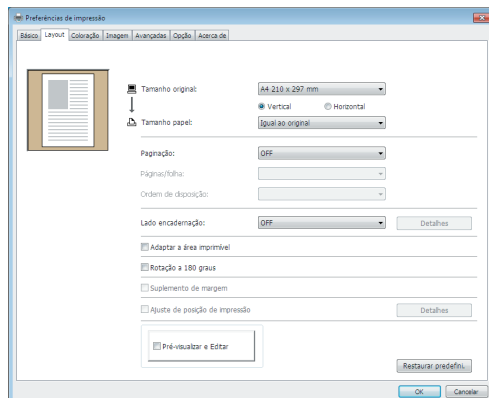 Preferências de impressão
Básico Layout Coloração Imagem Avançadas Opção Acerca de
Tamanho original: A4 210 x 297 mm
Vertical Horizontal
Tamanho papel: Igual ao original
Paginação: OFF
Páginas/folha:
Ordem de disposição:
Lado encadernação: OFF Detalhes
Adaptar a área imprimível
Rotação a 180 graus
Suplemento de margem
Ajuste de posição de impressão Detalhes
Pré-visualizar e Editar
Restaurar predefini.
OK Cancelar